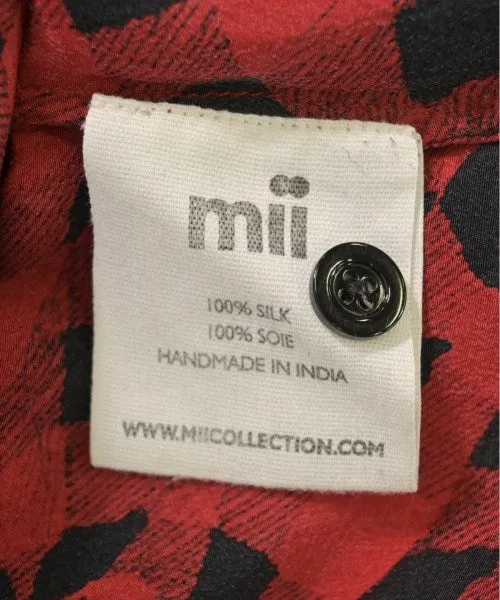 mii
100% SILK
100% SOIE
HANDMADE IN INDIA
WWW.MIICOLLECTION.COM